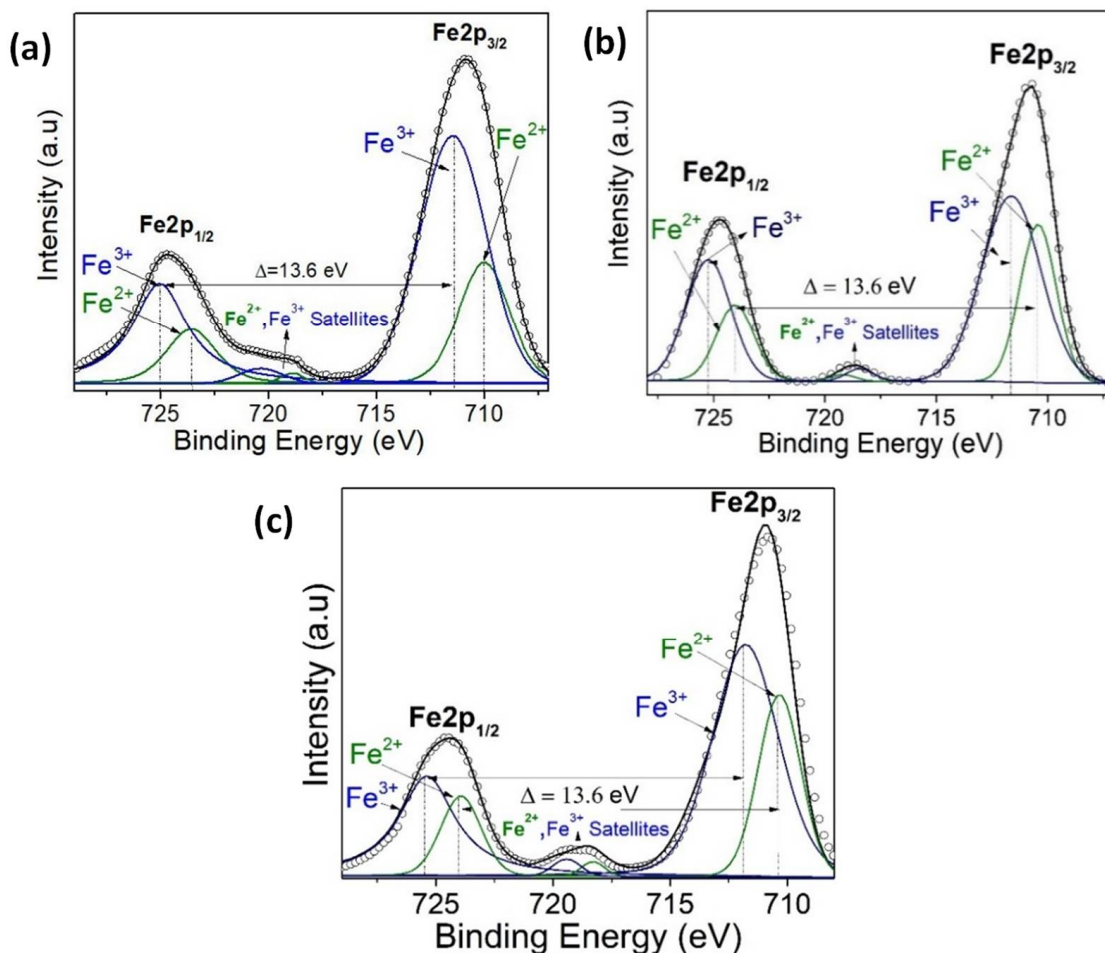 (a)
Fe2p3/2
Fe3+
Fe2+
Fe2p1/2
Fe3+
Fe2+
Δ=13.6 eV
Fe2+,Fe3+ Satellites
Intensity (a.u)
725 720 715 710
Binding Energy (eV)
(b)
Fe2p3/2
Fe2+
Fe3+
Fe2p1/2
Fe2+
Fe3+
Δ = 13.6 eV
Fe2+,Fe3+ Satellites
Intensity (a.u)
725 720 715 710
Binding Energy (eV)
(c)
Fe2p3/2
Fe2+
Fe3+
Fe2p1/2
Fe2+
Fe3+
Δ = 13.6 eV
Fe2+,Fe3+ Satellites
Intensity (a.u)
725 720 715 710
Binding Energy (eV)